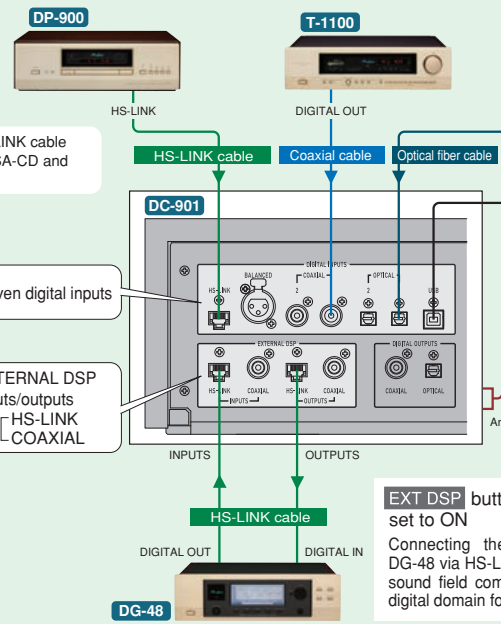 DP-900
T-1100
HS-LINK
DIGITAL OUT
INK cable
SA-CD and
HS-LINK cable
Coaxial cable
Optical fiber cable
DC-901
ven digital inputs
DIGITAL INPUTS
BALANCED
COAXIAL
OPTICAL
HS-LINK
2
2
USB
TERNAL DSP
uts/outputs
HS-LINK
COAXIAL
EXTERNAL DSP
DIGITAL OUTPUTS
HS-LINK
COAXIAL
HS-LINK
COAXIAL
COAXIAL
OPTICAL
INPUTS
OUTPUTS
An
INPUTS
OUTPUTS
HS-LINK cable
DIGITAL OUT
DIGITAL IN
DG-48
EXT DSP butt
set to ON
Connecting the
DG-48 via HS-L
sound field com
digital domain fo